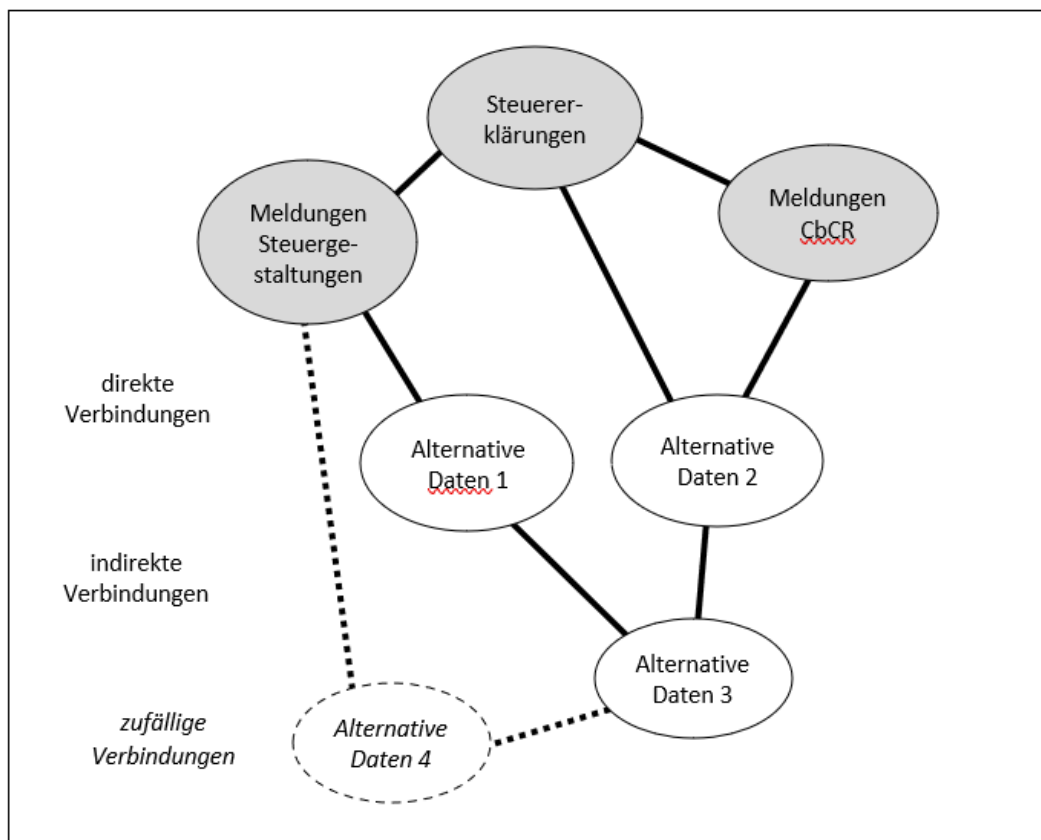 Steuerer-
klärungen
Meldungen
Steuerge-
staltungen
Meldungen
CbCR
direkte
Verbindungen
Alternative
Daten 1
Alternative
Daten 2
indirekte
Verbindungen
Alternative
Daten 3
zufällige
Verbindungen
Alternative
Daten 4